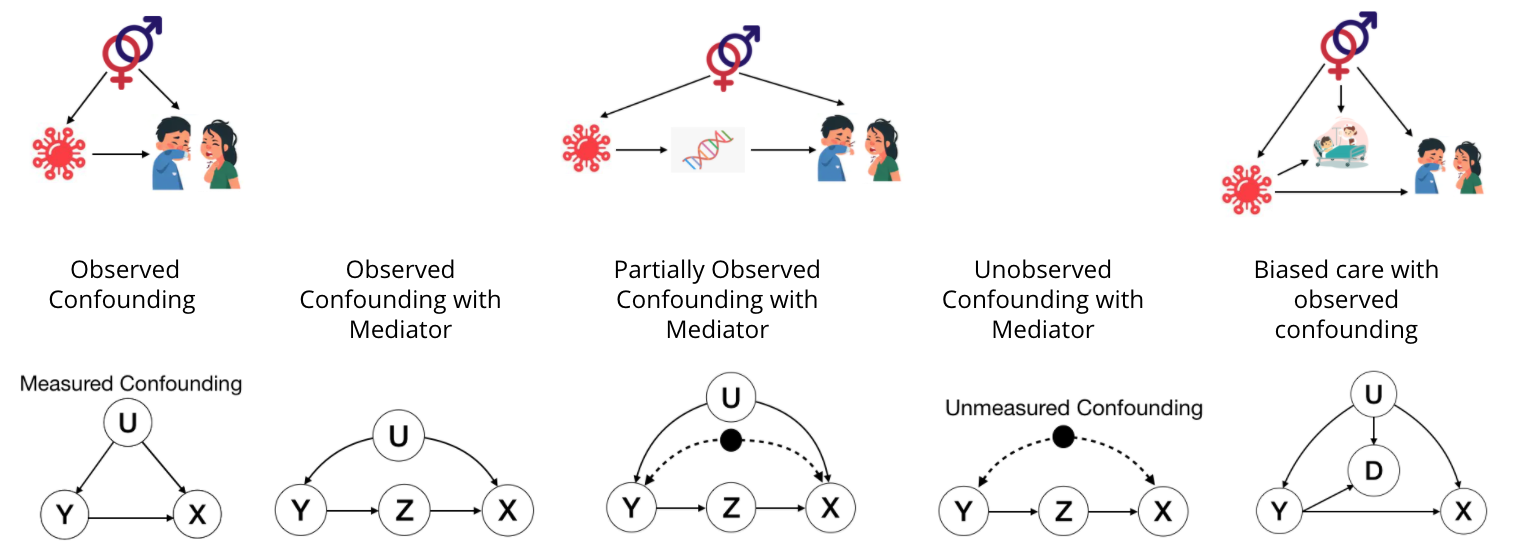 Observed
Confounding
Observed
Confounding with
Mediator
Partially Observed
Confounding with
Mediator
Unobserved
Confounding with
Mediator
Biased care with
observed
confounding
Measured Confounding
U
Y
X
U
Y
Z
X
U
Y
Z
X
Unmeasured Confounding
Y
Z
X
U
D
Y
X